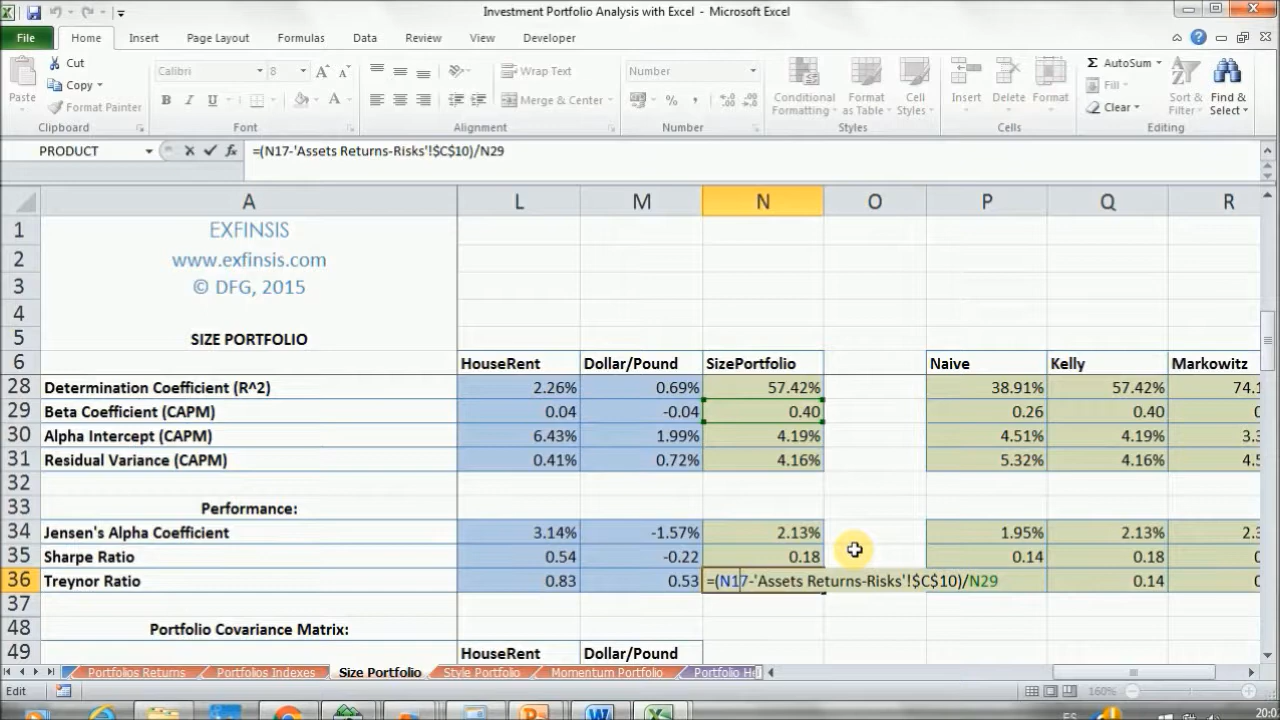 Investment Portfolio Analysis with Excel - Microsoft Excel
File Home Insert Page Layout Formulas Data Review View Developer
Paste
Cut
Copy
Format Painter
Clipboard
Calibri 8
B I U A
Font
Wrap Text
Merge & Center
Alignment
Number
%
Number
Conditional Formatting
Format as Table
Cell Styles
Styles
Insert Delete Format
Cells
Σ AutoSum
Fill
Clear
Sort & Filter
Find & Select
Editing
PRODUCT fx =(N17-'Assets Returns-Risks'!$C$10)/N29
A L M N O P Q R
1 EXFINSIS
2 www.exfinsis.com
3 © DFG, 2015
4
5 SIZE PORTFOLIO
6 HouseRent Dollar/Pound SizePortfolio Naive Kelly Markowitz
28 Determination Coefficient (R^2) 2.26% 0.69% 57.42% 38.91% 57.42% 74.1
29 Beta Coefficient (CAPM) 0.04 -0.04 0.40 0.26 0.40 0
30 Alpha Intercept (CAPM) 6.43% 1.99% 4.19% 4.51% 4.19% 3.3
31 Residual Variance (CAPM) 0.41% 0.72% 4.16% 5.32% 4.16% 4.5
32
33 Performance:
34 Jensen's Alpha Coefficient 3.14% -1.57% 2.13% 1.95% 2.13% 2.3
35 Sharpe Ratio 0.54 -0.22 0.18 0.14 0.18 0
36 Treynor Ratio 0.83 0.53 =(N17-'Assets Returns-Risks'!$C$10)/N29 0.14 0
37
48 Portfolio Covariance Matrix:
49 HouseRent Dollar/Pound
Portfolios Returns Portfolios Indexes Size Portfolio Style Portfolio Momentum Portfolio
Edit 160%
ES 20:0